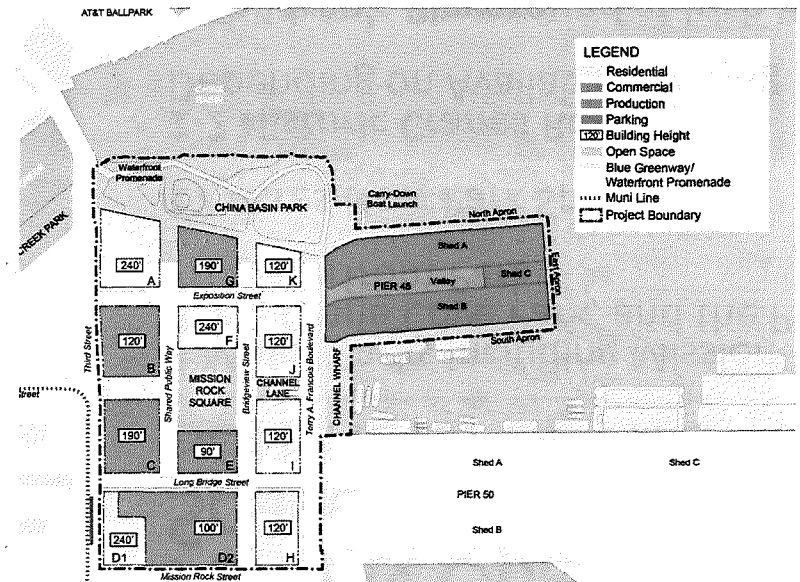 AT&T BALLPARK
LEGEND
Residential
Commercial
Production
Parking
120' Building Height
Open Space
Blue Greenway/
Waterfront Promenade
Muni Line
Project Boundary
Waterfront
Promenade
CHINA BASIN PARK
Carry-Down
Boat Launch
North Apron
CREEK PARK
Shed A
240'
A
190'
G
120'
K
PIER 48
Valley
Shed C
East Apron
Exposition Street
Shed B
South Apron
Third Street
120'
B
Shared Public Way
240'
F
Bridgeview Street
120'
J
Terry A. Francois Boulevard
MISSION
ROCK
SQUARE
CHANNEL
LANE
CHANNEL WHARF
treet
190'
C
90'
E
120'
I
Long Bridge Street
Shed A
Shed C
PIER 50
Shed B
240'
D1
100'
D2
120'
H
Mission Rock Street